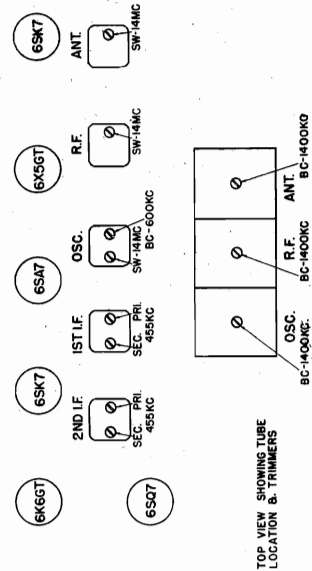 6K6GT
6SK7
6SA7
6X5GT
6SK7
2ND I.F.
1ST I.F.
OSC.
R.F.
ANT.
SEC. PRI.
455KC
SEC. PRI.
455KC
SW-14MC
BC-600KC
SW-14MC
SW-14MC
6SQ7
OSC.
R.F.
ANT.
BC-1400KC.
BC-1400KC
BC-1400KC
TOP VIEW SHOWING TUBE
LOCATION & TRIMMERS